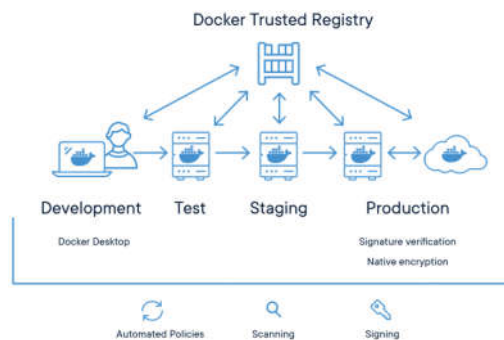 Docker Trusted Registry
Development Test Staging Production
Docker Desktop Signature verification
Native encryption
Automated Policies Scanning Signing